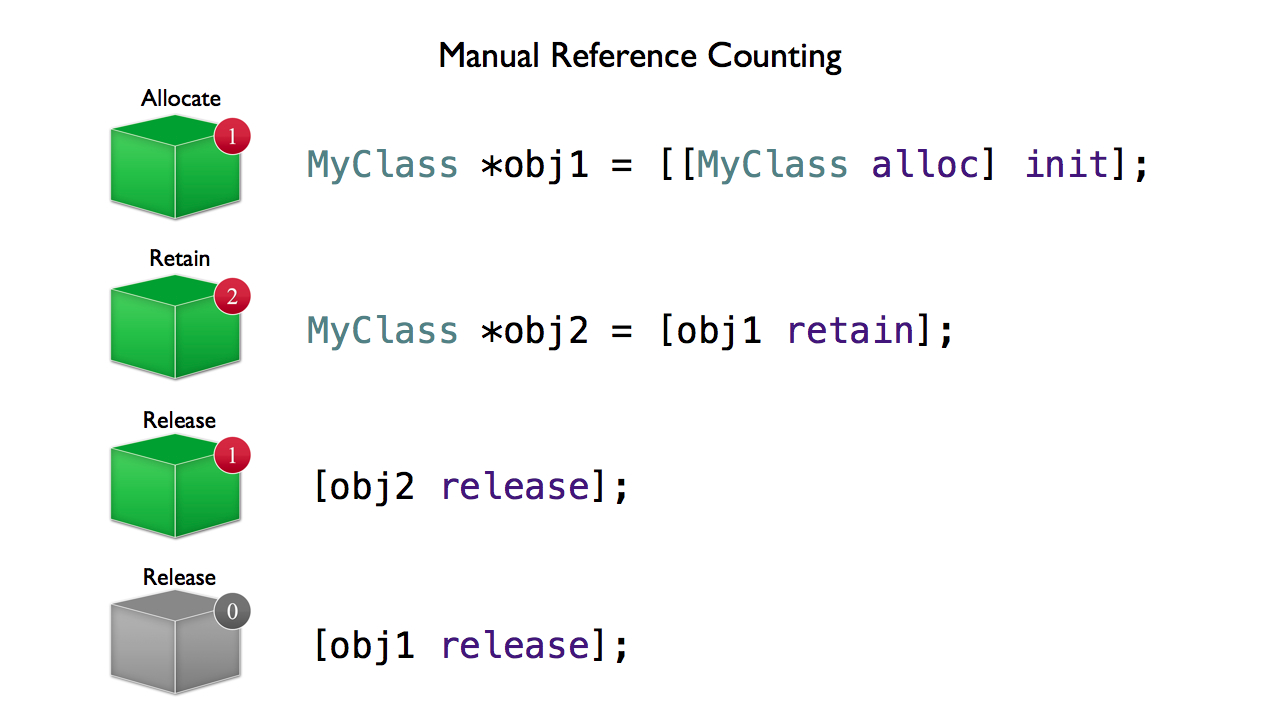 Manual Reference Counting
Allocate
1
MyClass *obj1 = [[MyClass alloc] init];
Retain
2
MyClass *obj2 = [obj1 retain];
Release
1
[obj2 release];
Release
0
[obj1 release];